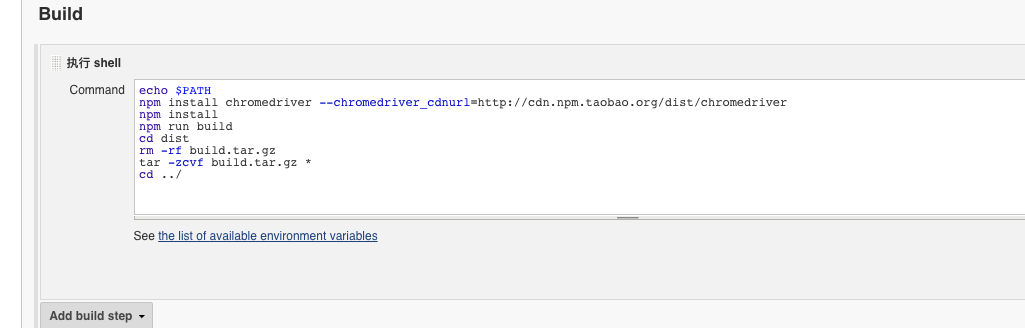 Build
执行 shell
Command
echo $PATH
npm install chromedriver --chromedriver_cdnurl=http://cdn.npm.taobao.org/dist/chromedriver
npm install
npm run build
cd dist
rm -rf build.tar.gz
tar -zcvf build.tar.gz *
cd ../
See the list of available environment variables
Add build step